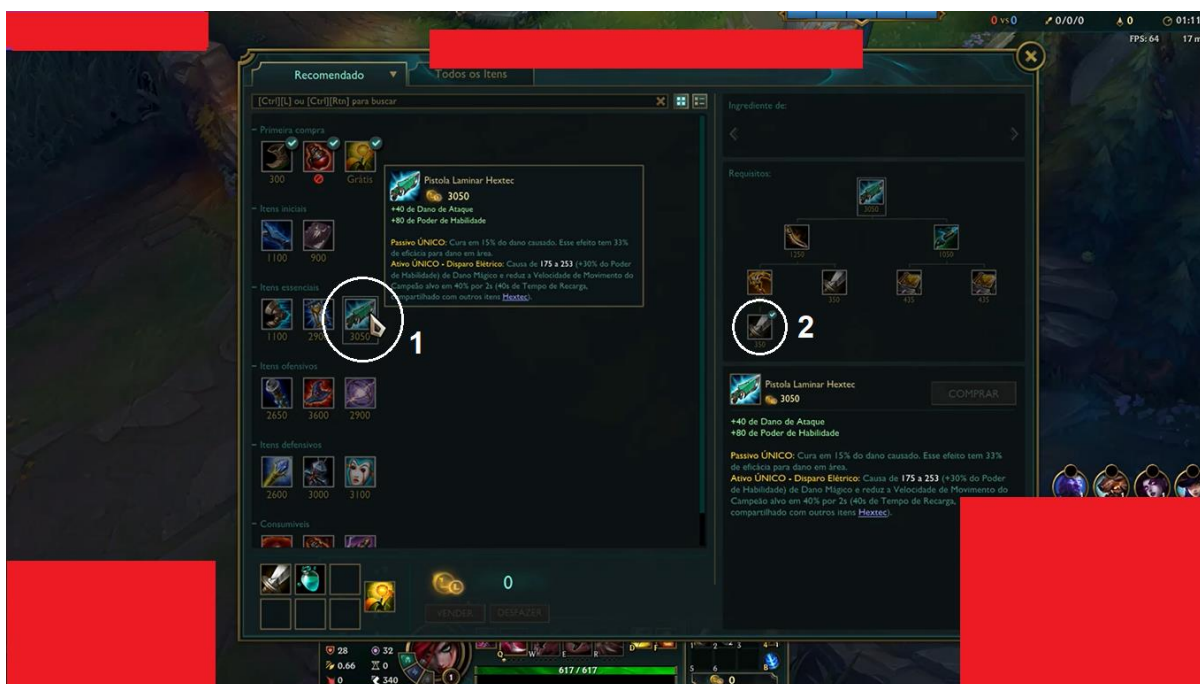 0 vs 0
0/0/0
0
01:11
FPS: 64
17 m
Recomendado
Todos os Itens
[Ctrl][L] ou [Ctrl][Rtn] para buscar
– Primeira compra
300
Grátis
– Itens iniciais
1100
900
– Itens essenciais
1100
3050
– Itens ofensivos
2650
3600
2900
– Itens defensivos
2600
3000
3100
– Consumíveis
Pistola Laminar Hextec
3050
+40 de Dano de Ataque
+80 de Poder de Habilidade
Passivo ÚNICO: Cura em 15% do dano causado. Esse efeito tem 33%
de eficácia para dano em área.
Ativo ÚNICO - Disparo Elétrico: Causa de 175 a 253 (+30% do Poder
de Habilidade) de Dano Mágico e reduz a Velocidade de Movimento do
Campeão alvo em 40% por 2s (40s de Tempo de Recarga,
compartilhado com outros itens Hextec).
1
Ingrediente de:
Requisitos:
3050
1250
1050
350
435
435
350
2
Pistola Laminar Hextec
3050
COMPRAR
+40 de Dano de Ataque
+80 de Poder de Habilidade
Passivo ÚNICO: Cura em 15% do dano causado. Esse efeito tem 33%
de eficácia para dano em área.
Ativo ÚNICO - Disparo Elétrico: Causa de 175 a 253 (+30% do Poder
de Habilidade) de Dano Mágico e reduz a Velocidade de Movimento do
Campeão alvo em 40% por 2s (40s de Tempo de Recarga,
compartilhado com outros itens Hextec).
0
VENDER
DESFAZER
28
32
0.66
0
0
340
1
Q
W
E
R
D
F
617 / 617
1
2
3
4
5
6
B
0